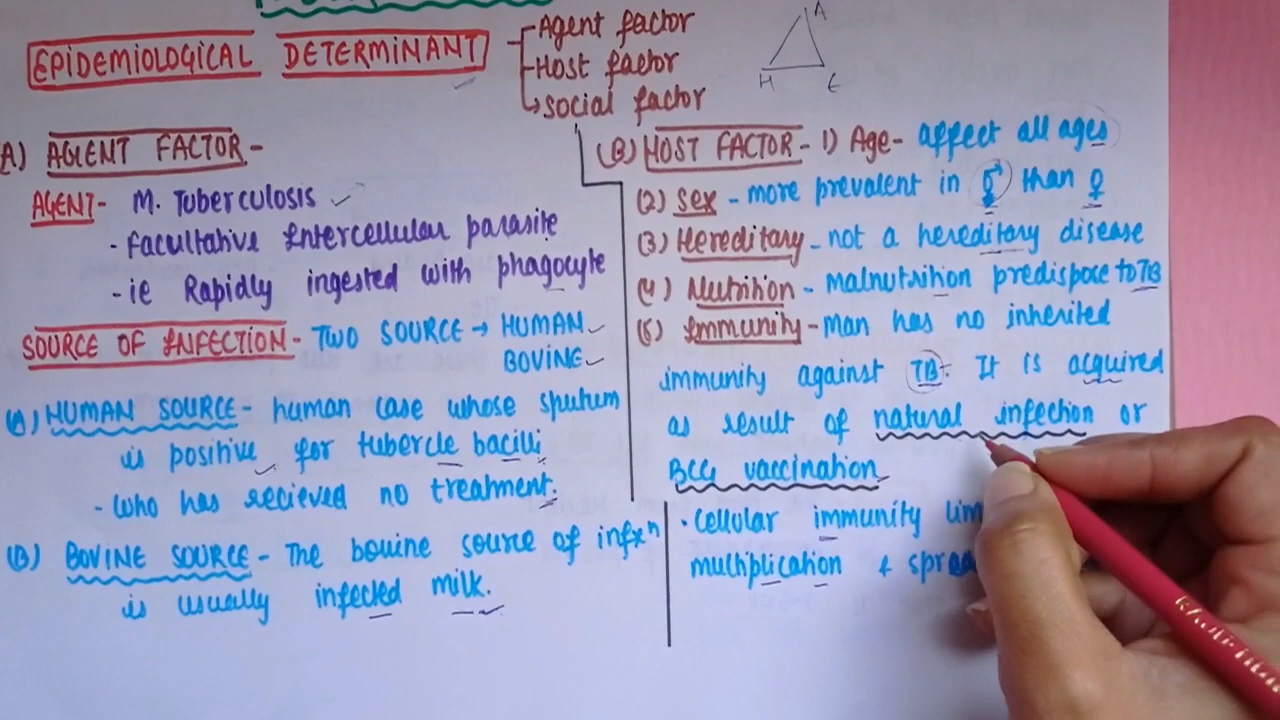 EPIDEMIOLOGICAL DETERMINANT
Agent factor
Host factor
Social factor
A
H
E
A) AGENT FACTOR-
AGENT- M. Tuberculosis
- facultative intercellular parasite
- ie Rapidly ingested with phagocyte
SOURCE OF INFECTION- TWO SOURCE → HUMAN
BOVINE
(A) HUMAN SOURCE- human case whose sputum
is positive for tubercle bacilli
- Who has recieved no treatment.
(B) BOVINE SOURCE- The bovine source of infxⁿ
is usually infected milk.
(B) HOST FACTOR- 1) Age- affect all ages
(2) Sex - more prevalent in ♂ than ♀
(3) Hereditary - not a hereditary disease
(4) Nutrition - malnutrition predispose to TB
(5) Immunity - man has no inherited
immunity against TB. It is acquired
as result of natural infection or
BCG vaccination
· Cellular immunity
multiplication +